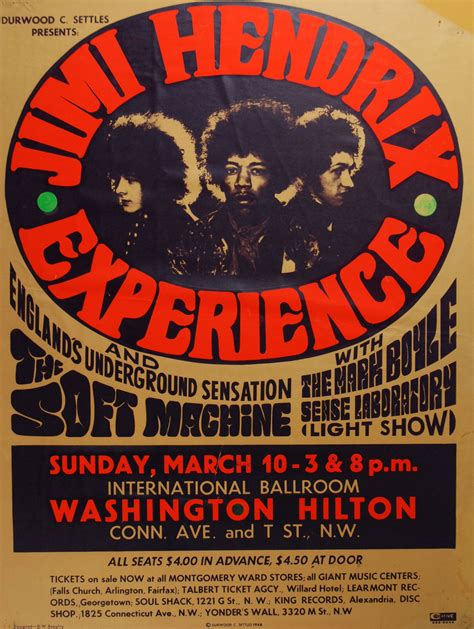 DURWOOD C. SETTLES
PRESENTS:
JIMI HENDRIX
EXPERIENCE
AND
ENGLAND'S UNDERGROUND SENSATION
THE
SOFT MACHINE
WITH
THE MARK BOYLE
SENSE LABORATORY
(LIGHT SHOW)
SUNDAY, MARCH 10 - 3 & 8 p.m.
INTERNATIONAL BALLROOM
WASHINGTON HILTON
CONN. AVE. and T ST., N.W.
ALL SEATS $4.00 IN ADVANCE, $4.50 AT DOOR
TICKETS on sale NOW at all MONTGOMERY WARD STORES; all GIANT MUSIC CENTERS;
(Falls Church, Arlington, Fairfax); TALBERT TICKET AGCY., Willard Hotel; LEARMONT REC-
ORDS, Georgetown; SOUL SHACK, 1221 G St., N. W.; KING RECORDS, Alexandria, DISC
SHOP, 1825 Connecticut Ave., N.W.; YONDER'S WALL, 3320 M St., N.W
© DURWOOD C. SETTLES 1968